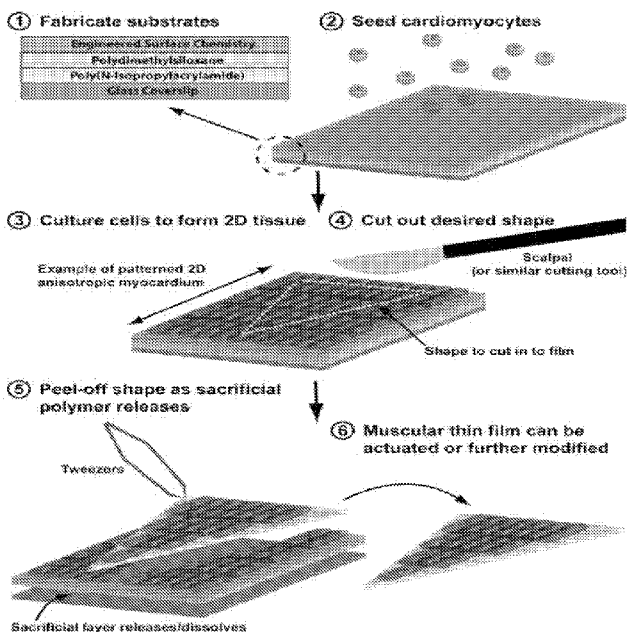 ① Fabricate substrates
Engineered Surface Chemistry
Polydimethylsiloxane
Poly(N-Isopropylacrylamide)
Glass Coverslip
② Seed cardiomyocytes
③ Culture cells to form 2D tissue
Example of patterned 2D
anisotropic myocardium
④ Cut out desired shape
Scalpal
(or similar cutting tool)
Shape to cut in to film
⑤ Peel-off shape as sacrificial
polymer releases
Tweezers
⑥ Muscular thin film can be
actuated or further modified
Sacrificial layer releases/dissolves